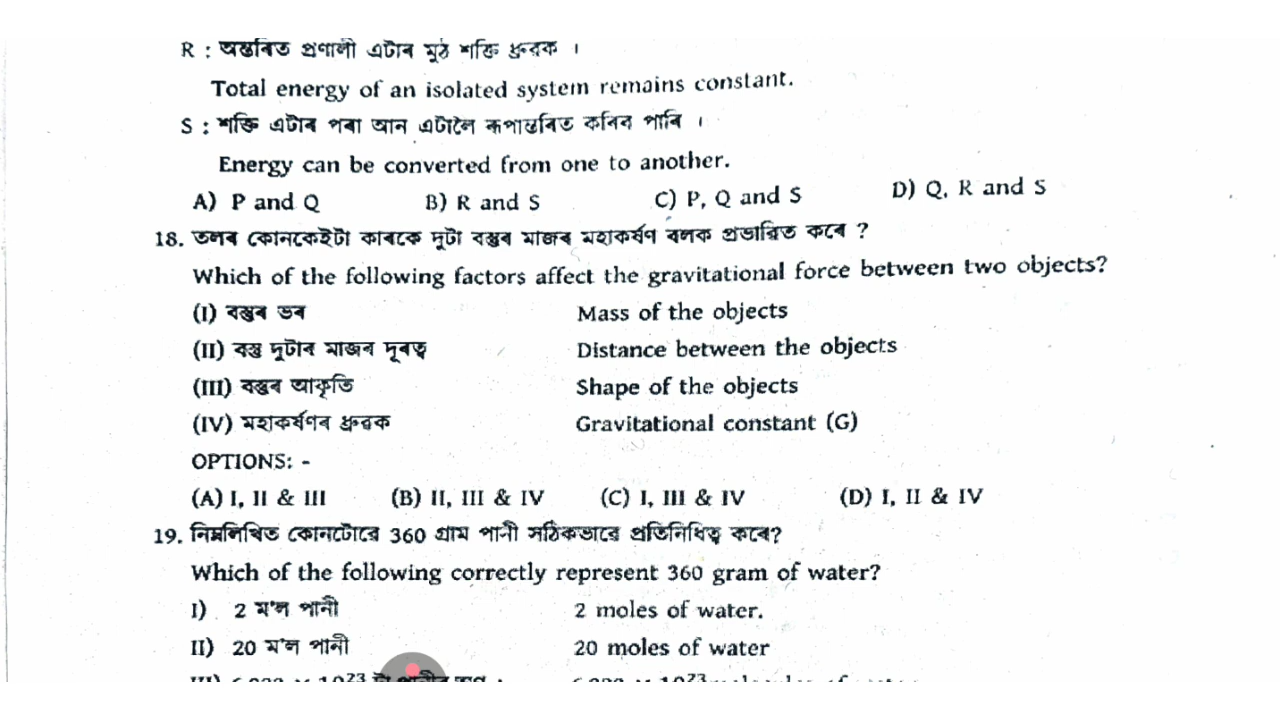 R : অন্তৰিত প্ৰণালী এটাৰ মুঠ শক্তি ধ্ৰুৱক ।
Total energy of an isolated system remains constant.
S : শক্তি এটাৰ পৰা আন এটালৈ ৰূপান্তৰিত কৰিব পাৰি ।
Energy can be converted from one to another.
A) P and Q B) R and S C) P, Q and S D) Q, R and S
18. তলৰ কোনকেইটা কাৰকে দুটা বস্তুৰ মাজৰ মহাকৰ্ষণ বলক প্ৰভাৱিত কৰে ?
Which of the following factors affect the gravitational force between two objects?
(I) বস্তুৰ ভৰ Mass of the objects
(II) বস্তু দুটাৰ মাজৰ দূৰত্ব Distance between the objects
(III) বস্তুৰ আকৃতি Shape of the objects
(IV) মহাকৰ্ষণৰ ধ্ৰুৱক Gravitational constant (G)
OPTIONS: -
(A) I, II & III (B) II, III & IV (C) I, III & IV (D) I, II & IV
19. নিম্নলিখিত কোনটোৱে 360 গ্ৰাম পানী সঠিকভাৱে প্ৰতিনিধিত্ব কৰে?
Which of the following correctly represent 360 gram of water?
I) 2 ম'ল পানী 2 moles of water.
II) 20 ম'ল পানী 20 moles of water